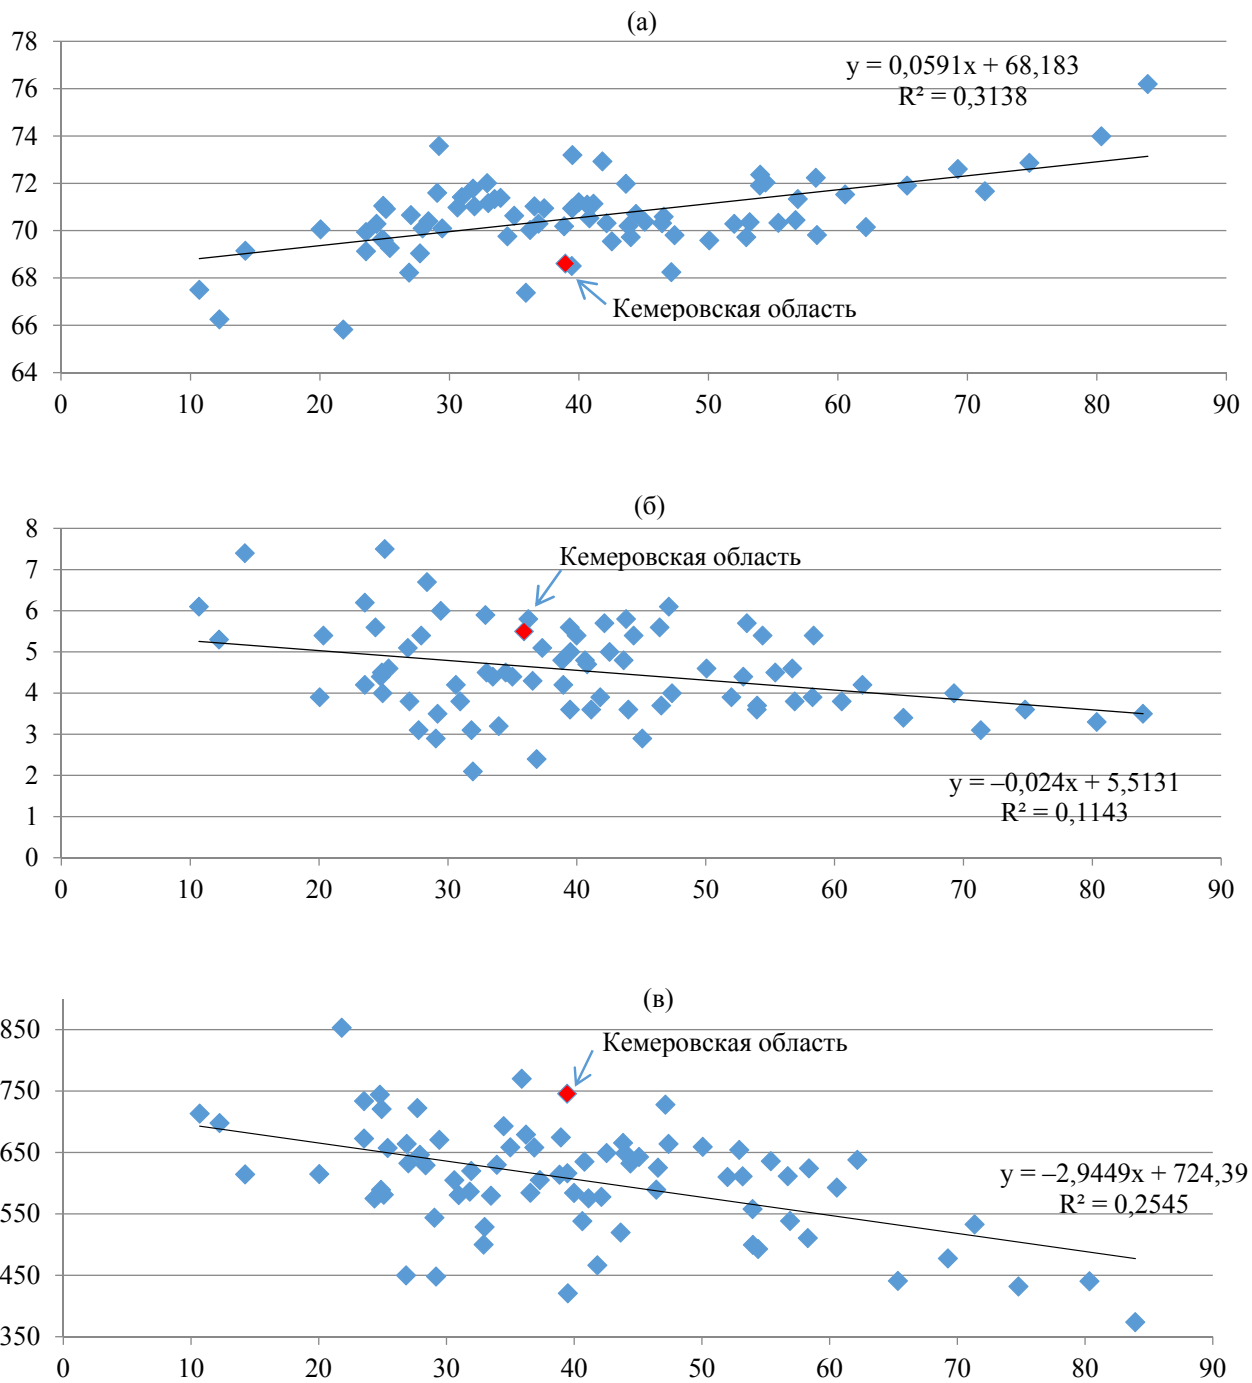 (а)
78
76
74
72
70
68
66
64
y = 0,0591x + 68,183
R² = 0,3138
Кемеровская область
0 10 20 30 40 50 60 70 80 90
(б)
8
7
6
5
4
3
2
1
0
Кемеровская область
y = –0,024x + 5,5131
R² = 0,1143
0 10 20 30 40 50 60 70 80 90
(в)
850
750
650
550
450
350
Кемеровская область
y = –2,9449x + 724,39
R² = 0,2545
0 10 20 30 40 50 60 70 80 90